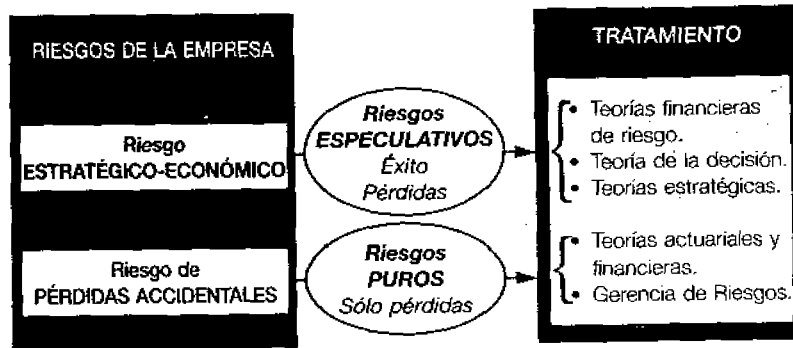 RIESGOS DE LA EMPRESA
Riesgo
ESTRATÉGICO-ECONÓMICO
Riesgo de
PÉRDIDAS ACCIDENTALES
Riesgos
ESPECULATIVOS
Éxito
Pérdidas
Riesgos
PUROS
Sólo pérdidas
TRATAMIENTO
• Teorías financieras
de riesgo.
• Teoría de la decisión.
• Teorías estratégicas.
• Teorías actuariales y
financieras.
• Gerencia de Riesgos.